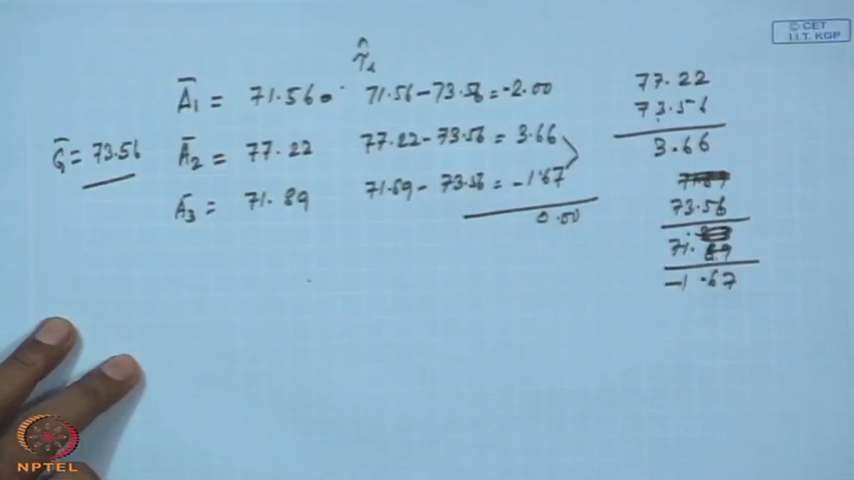 © CET
I.I.T. KGP
τ̂ᵢ
Ā₁ = 71.56 71.56 - 73.56 = -2.00
Ḡ = 73.56
Ā₂ = 77.22 77.22 - 73.56 = 3.66
Ā₃ = 71.89 71.89 - 73.56 = -1.67
0.00
77.22
73.56
3.66
73.56
71.89
-1.67
NPTEL